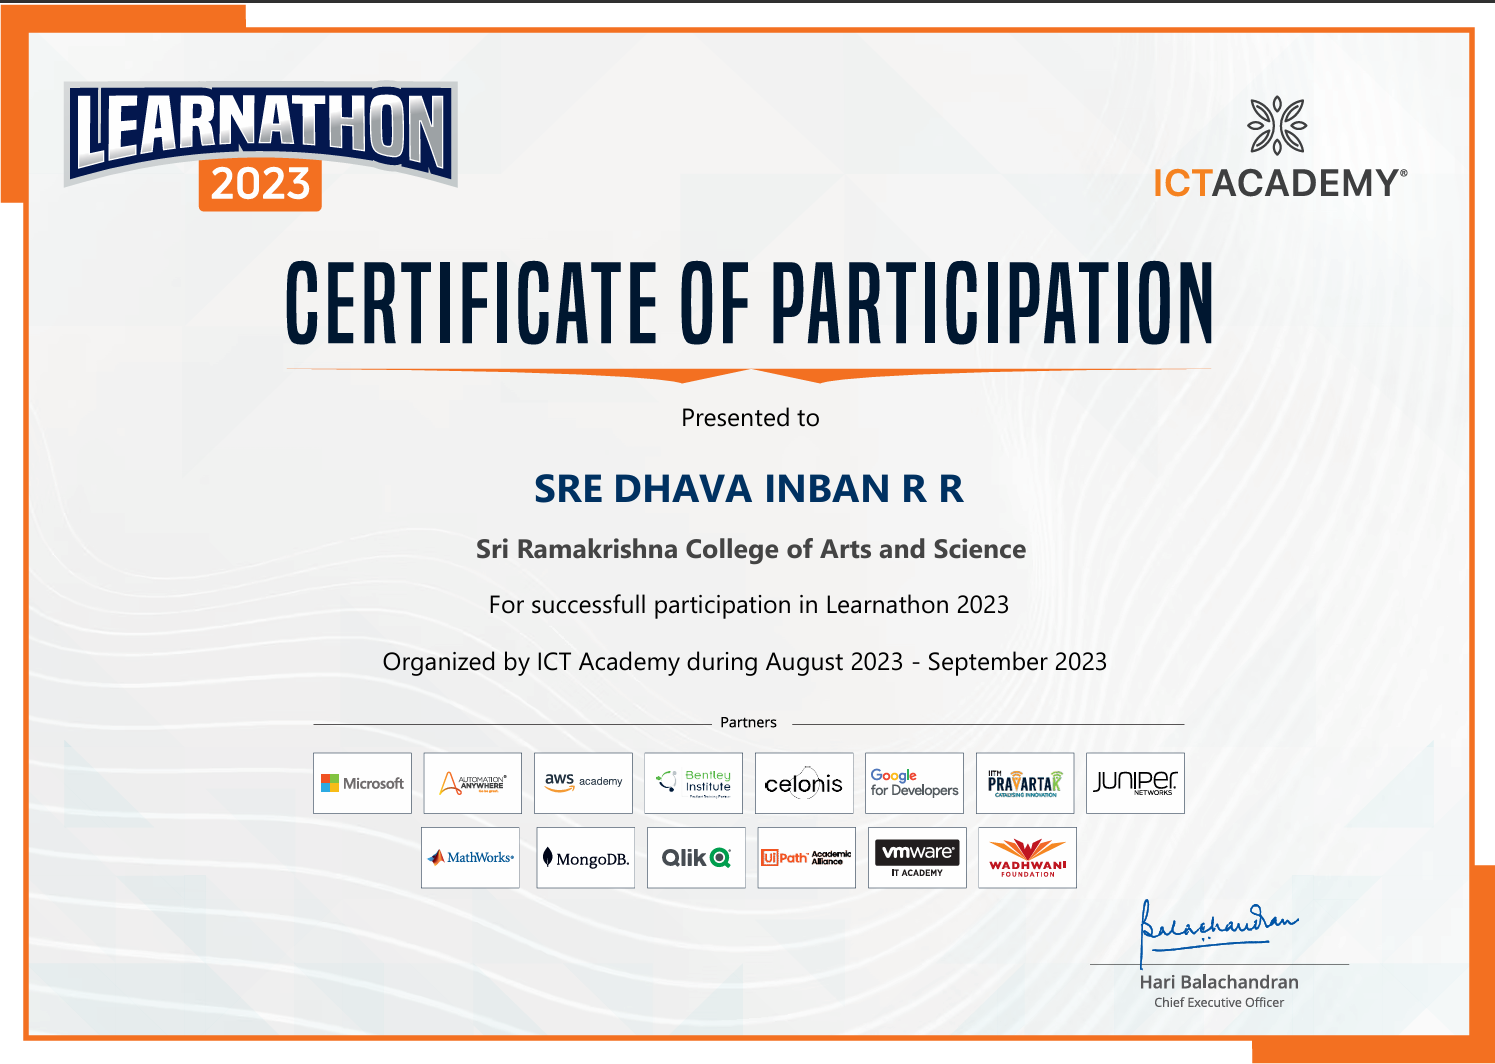 LEARNATHON
2023
ICTACADEMY®
CERTIFICATE OF PARTICIPATION
Presented to
SRE DHAVA INBAN R R
Sri Ramakrishna College of Arts and Science
For successfull participation in Learnathon 2023
Organized by ICT Academy during August 2023 - September 2023
Partners
Microsoft
AUTOMATION
ANYWHERE
aws academy
Bentley
Institute
celonis
Google
for Developers
IITM
PRAVARTAK
CATALYSING INNOVATION
JUNIPER
NETWORKS
MathWorks®
MongoDB.
Qlik
UiPath™ Academic
Alliance
vmware®
IT ACADEMY
WADHWANI
FOUNDATION
Balachandran
Hari Balachandran
Chief Executive Officer